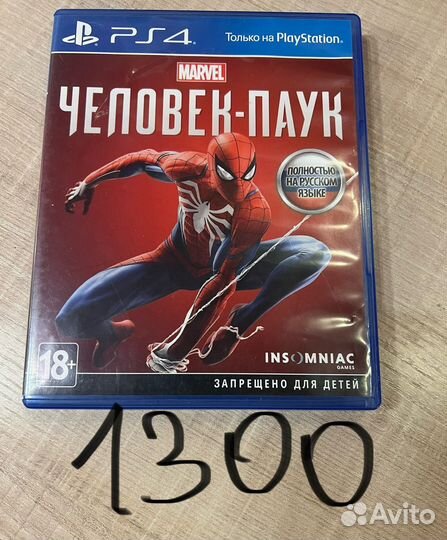 PS4
Только на PlayStation®
MARVEL
ЧЕЛОВЕК-ПАУК
ПОЛНОСТЬЮ
НА РУССКОМ
ЯЗЫКЕ
18+
INSOMNIAC
GAMES
ЗАПРЕЩЕНО ДЛЯ ДЕТЕЙ
1300
Avito